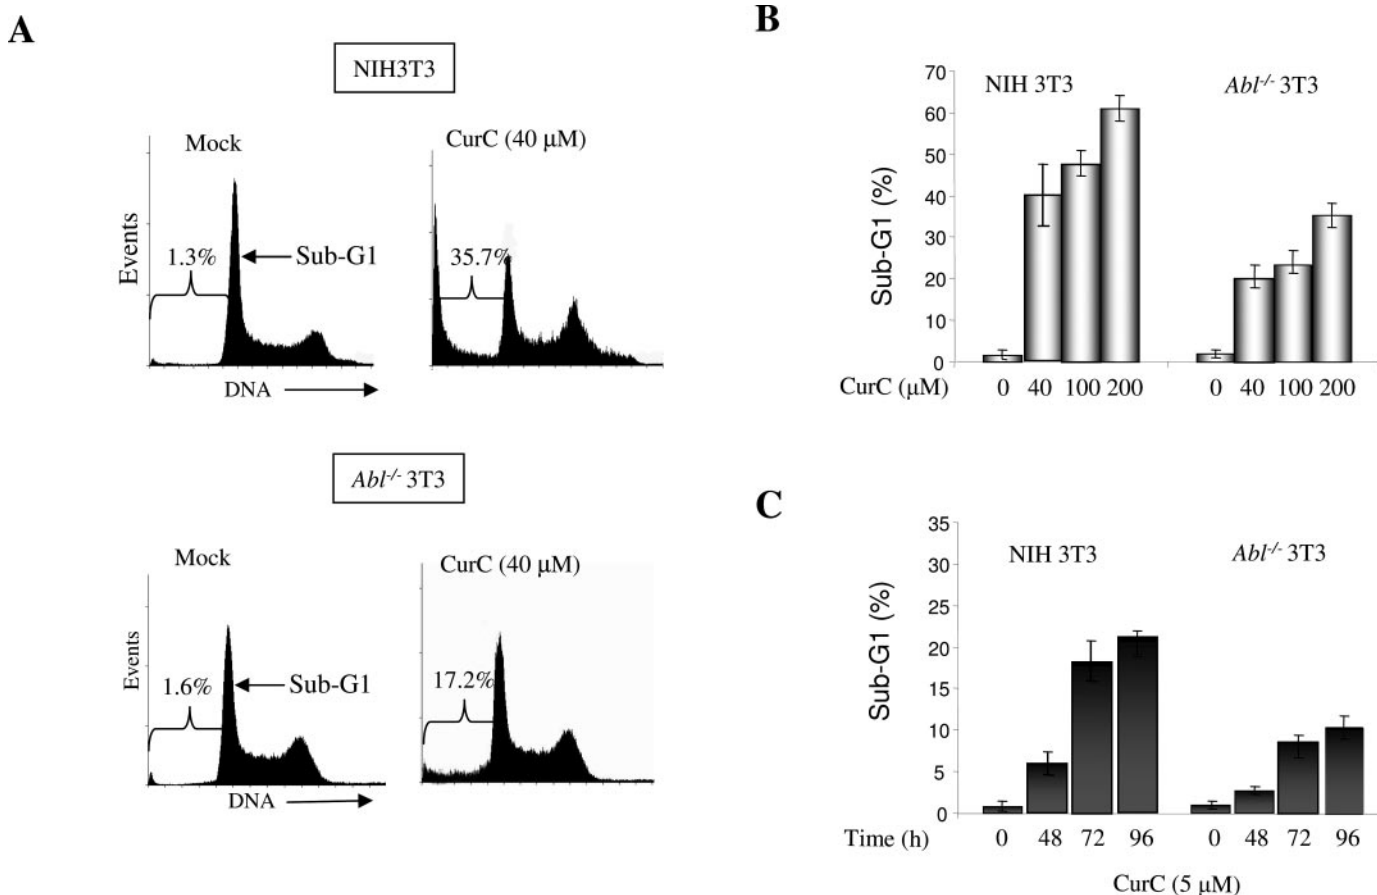 A
NIH3T3
Mock
CurC (40 μM)
Events
1.3%
Sub-G1
35.7%
DNA
Abl-/- 3T3
Mock
CurC (40 μM)
Events
1.6%
Sub-G1
17.2%
DNA
B
NIH 3T3
Abl-/- 3T3
Sub-G1 (%)
70
60
50
40
30
20
10
0
CurC (μM) 0 40 100 200 0 40 100 200
C
NIH 3T3
Abl-/- 3T3
Sub-G1 (%)
35
30
25
20
15
10
5
0
Time (h) 0 48 72 96 0 48 72 96
CurC (5 μM)